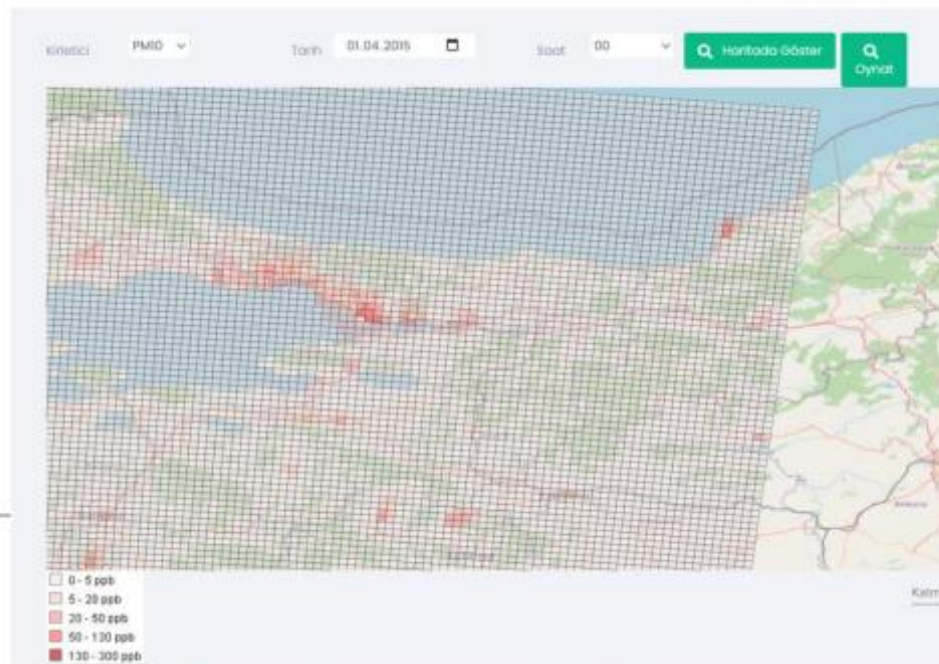 Kirletici PM10 Tarih 01.04.2015 Saat 00 Haritada Göster Oynat
0 - 5 ppb
5 - 20 ppb
20 - 50 ppb
50 - 130 ppb
130 - 300 ppb
Ankara